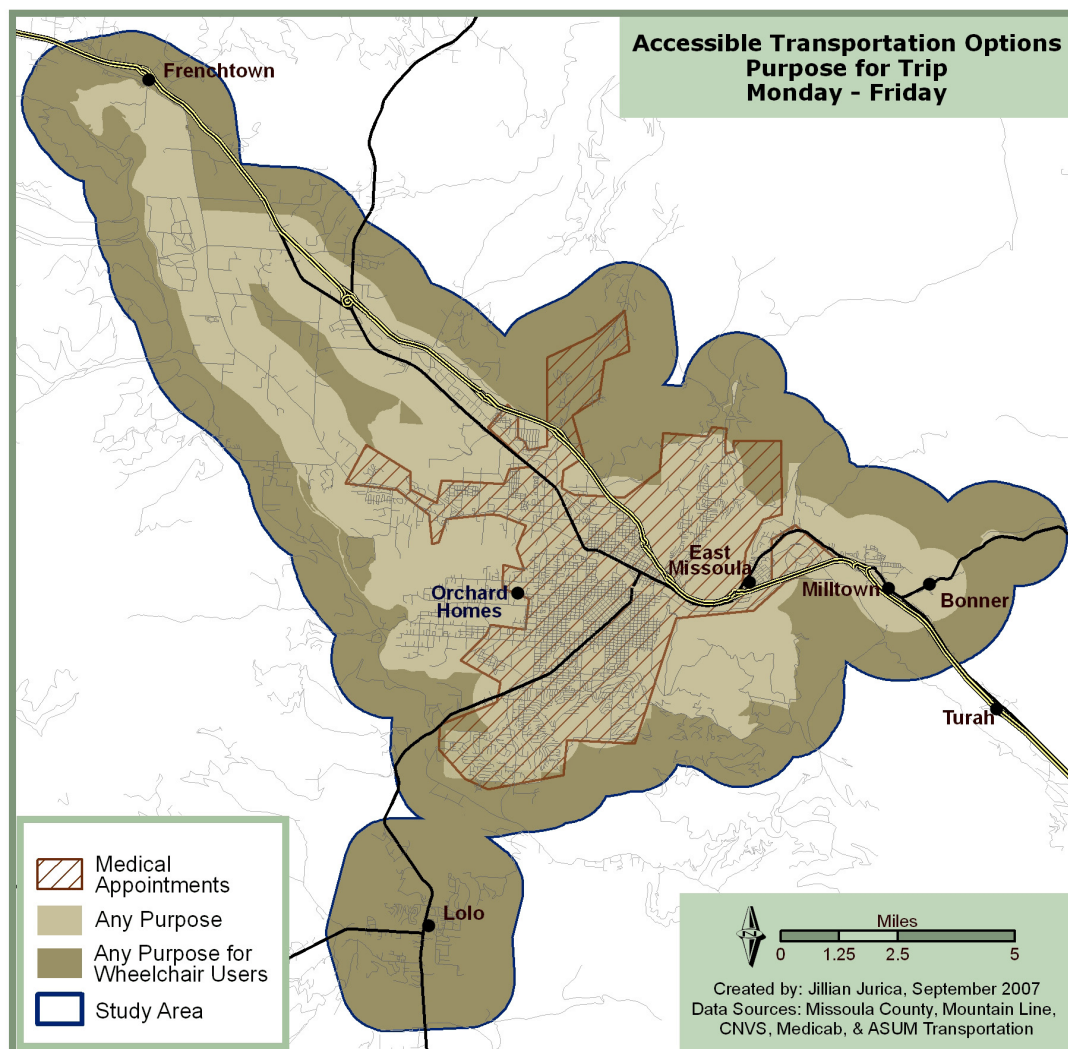 Accessible Transportation Options
Purpose for Trip
Monday - Friday
Frenchtown
East
Missoula
Orchard
Homes
Milltown
Bonner
Turah
Lolo
Medical
Appointments
Any Purpose
Any Purpose for
Wheelchair Users
Study Area
N
Miles
0 1.25 2.5 5
Created by: Jillian Jurica, September 2007
Data Sources: Missoula County, Mountain Line,
CNVS, Medicab, & ASUM Transportation